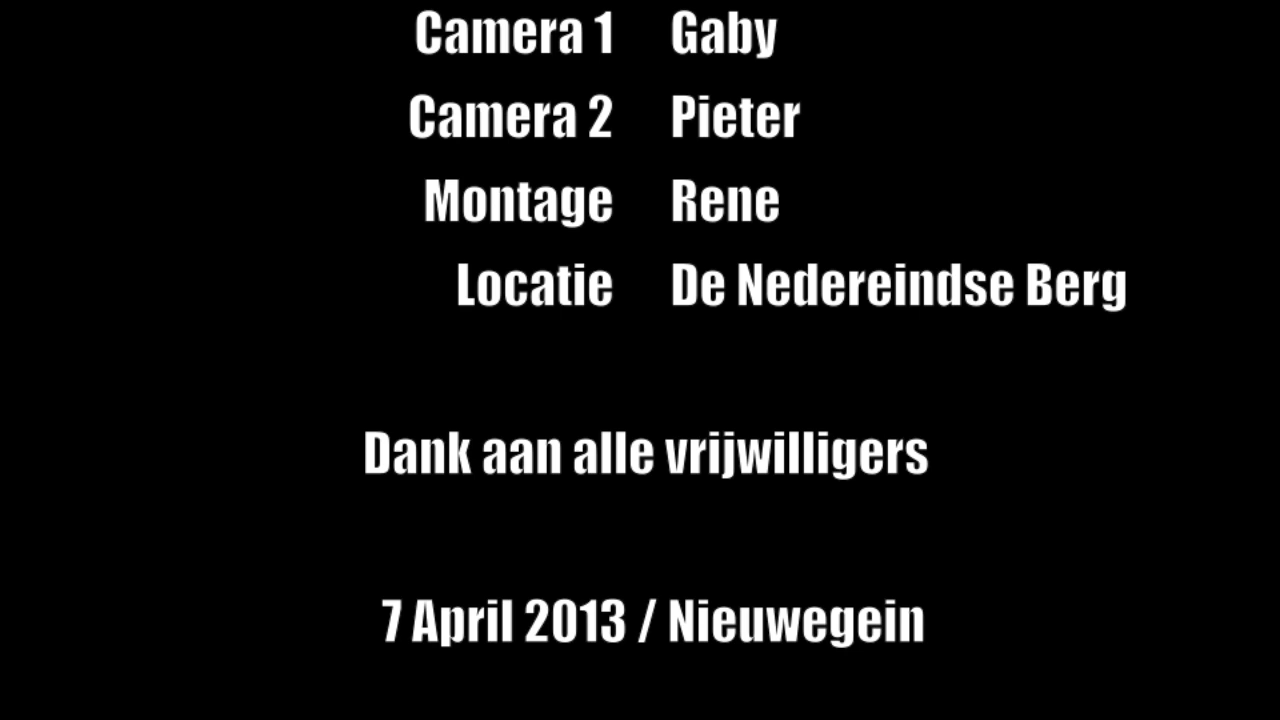 Camera 1 Gaby
Camera 2 Pieter
Montage Rene
Locatie De Nedereindse Berg
Dank aan alle vrijwilligers
7 April 2013 / Nieuwegein